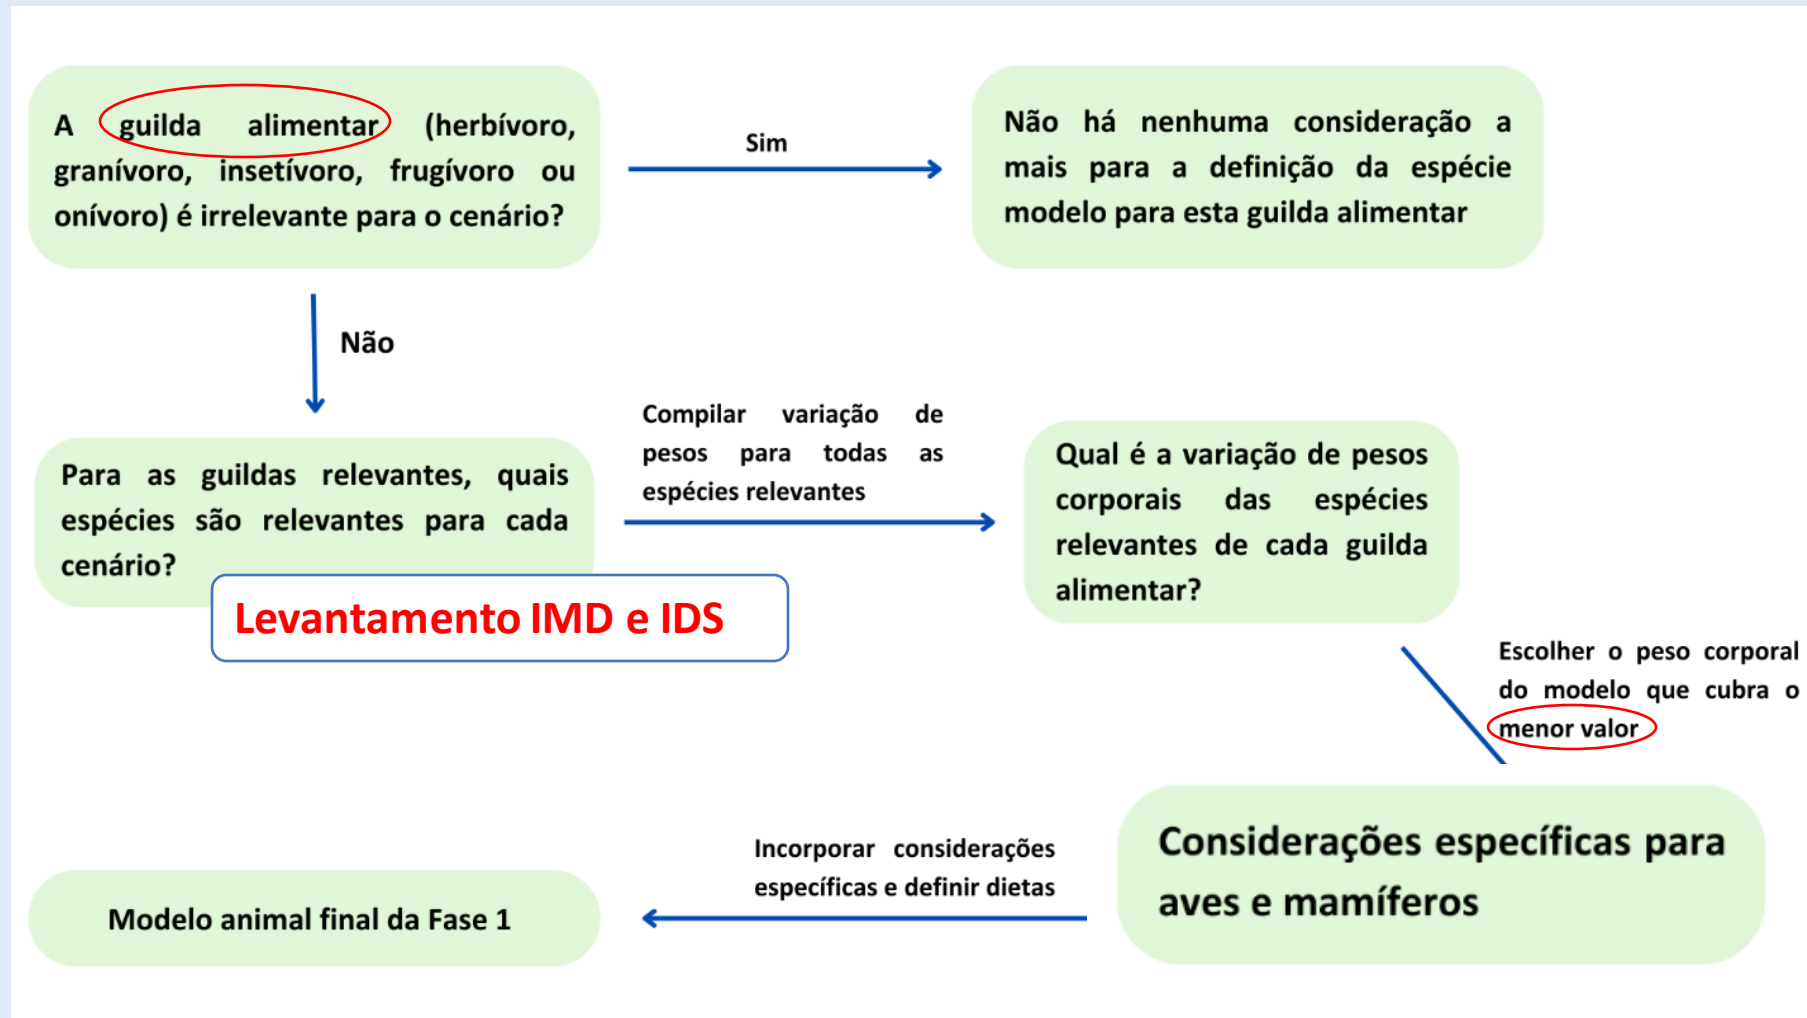 A guilda alimentar (herbívoro,
granívoro, insetívoro, frugívoro ou
onívoro) é irrelevante para o cenário?
Sim
Não há nenhuma consideração a
mais para a definição da espécie
modelo para esta guilda alimentar
Não
Para as guildas relevantes, quais
espécies são relevantes para cada
cenário?
Levantamento IMD e IDS
Compilar variação de
pesos para todas as
espécies relevantes
Qual é a variação de pesos
corporais das espécies
relevantes de cada guilda
alimentar?
Escolher o peso corporal
do modelo que cubra o
menor valor
Considerações específicas para
aves e mamíferos
Incorporar considerações
específicas e definir dietas
Modelo animal final da Fase 1